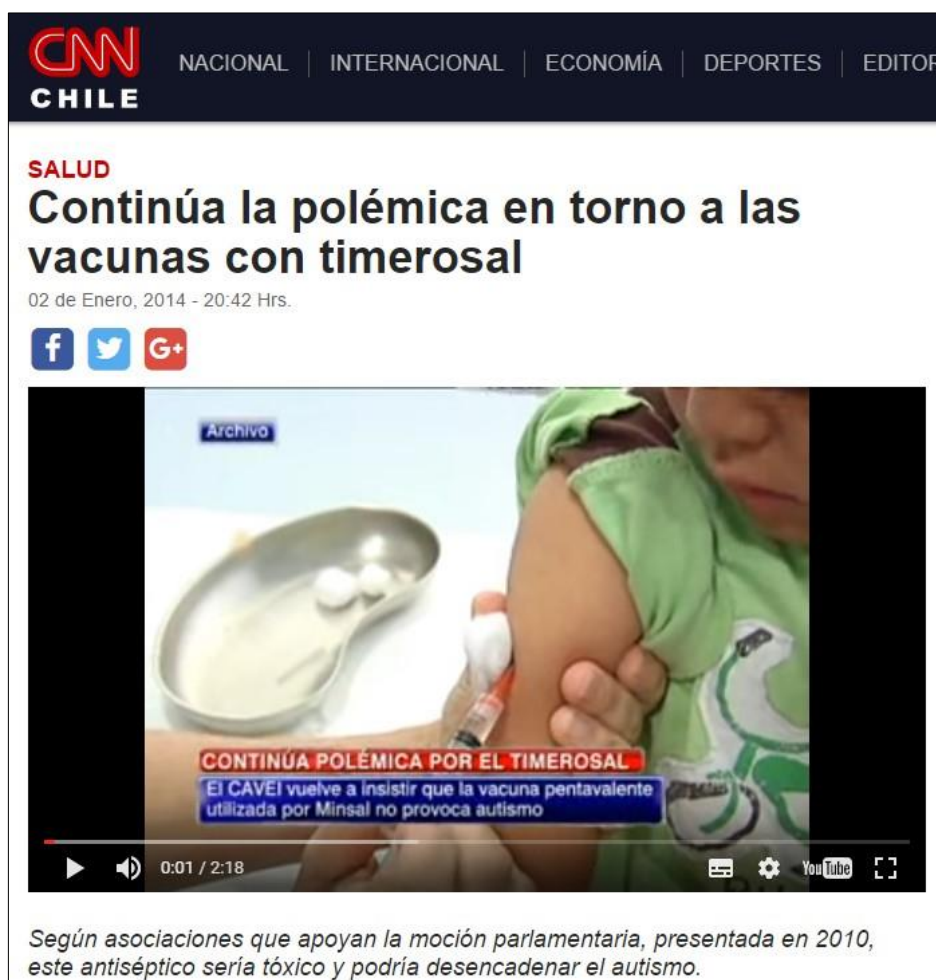 CNN
CHILE
NACIONAL | INTERNACIONAL | ECONOMÍA | DEPORTES | EDITOR
SALUD
Continúa la polémica en torno a las
vacunas con timerosal
02 de Enero, 2014 - 20:42 Hrs.
f G+
Archivo
CONTINÚA POLÉMICA POR EL TIMEROSAL
El CAVEI vuelve a insistir que la vacuna pentavalente
utilizada por Minsal no provoca autismo
0:01 / 2:18 YouTube
Según asociaciones que apoyan la moción parlamentaria, presentada en 2010,
este antiséptico sería tóxico y podría desencadenar el autismo.